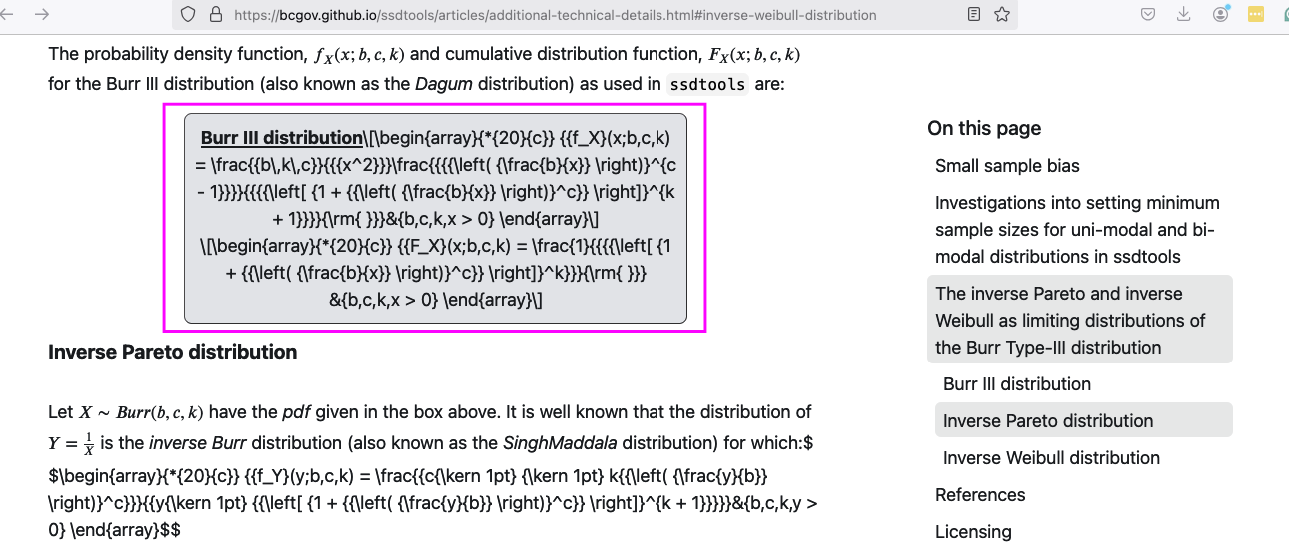 https://bcgov.github.io/ssdtools/articles/additional-technical-details.html#inverse-weibull-distribution
The probability density function, f_X(x; b, c, k) and cumulative distribution function, F_X(x; b, c, k)
for the Burr III distribution (also known as the Dagum distribution) as used in ssdtools are:
Burr III distribution\[\begin{array}{*{20}{c}} {{f_X}(x;b,c,k)
= \frac{{b\,k\,c}}{{{x^2}}}\frac{{{{\left( {\frac{b}{x}} \right)}^{c
- 1}}}}{{{{\left[ {1 + {{\left( {\frac{b}{x}} \right)}^c}} \right]}^{k
+ 1}}}}{\rm{ }}}&{b,c,k,x > 0} \end{array}\]
\[\begin{array}{*{20}{c}} {{F_X}(x;b,c,k) = \frac{1}{{{{\left[ {1
+ {{\left( {\frac{b}{x}} \right)}^c}} \right]}^k}}}{\rm{ }}}
&{b,c,k,x > 0} \end{array}\]
Inverse Pareto distribution
Let X ∼ Burr(b, c, k) have the pdf given in the box above. It is well known that the distribution of
Y = 1/X is the inverse Burr distribution (also known as the SinghMaddala distribution) for which:$
$\begin{array}{*{20}{c}} {{f_Y}(y;b,c,k) = \frac{{c{\kern 1pt} {\kern 1pt} k{{\left( {\frac{y}{b}}
\right)}^c}}}{{y{\kern 1pt} {{\left[ {1 + {{\left( {\frac{y}{b}} \right)}^c}} \right]}^{k + 1}}}}}&{b,c,k,y >
0} \end{array}$$
On this page
Small sample bias
Investigations into setting minimum
sample sizes for uni-modal and bi-
modal distributions in ssdtools
The inverse Pareto and inverse
Weibull as limiting distributions of
the Burr Type-III distribution
Burr III distribution
Inverse Pareto distribution
Inverse Weibull distribution
References
Licensing